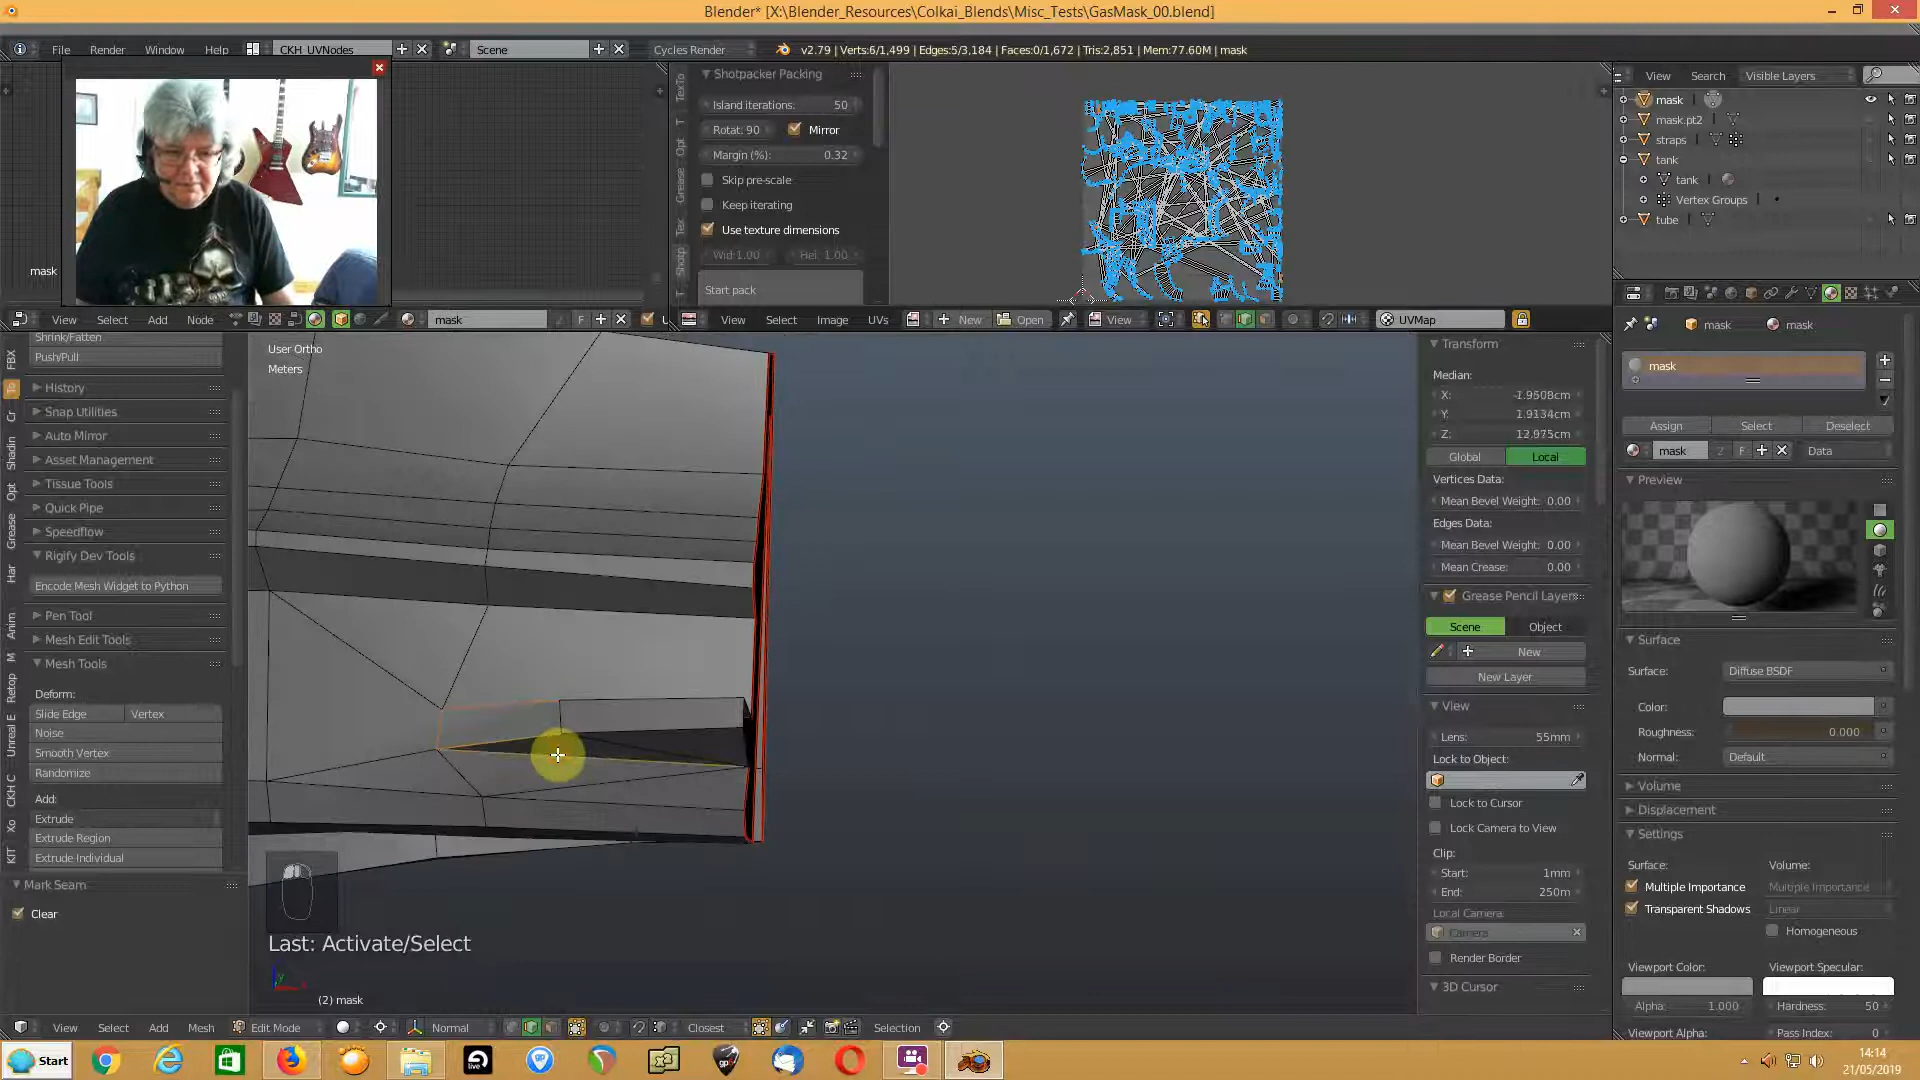 Blender* [X:\Blender_Resources\Colkai_Blends\Misc_Tests\GasMask_00.blend]
File Render Window Help CKH_UVNodes Scene Cycles Render v2.79 | Verts:6/1,499 | Edges:5/3,184 | Faces:0/1,672 | Tris:2,851 | Mem:77.60M | mask
View Search Visible Layers
Shotpacker Packing
Island iterations: 50
Rotat: 90 Mirror
Margin (%): 0.32
Skip pre-scale
Keep iterating
Use texture dimensions
Wid:1.00 Hei: 1.00
Start pack
mask
mask
mask.pt2
straps
tank
tank
Vertex Groups
tube
View Select Add Node mask F
View Select Image UVs New Open View UVMap
Shrink/Fatten
Push/Pull
History
Snap Utilities
Auto Mirror
Asset Management
Tissue Tools
Quick Pipe
Speedflow
Rigify Dev Tools
Encode Mesh Widget to Python
Pen Tool
Mesh Edit Tools
Mesh Tools
Deform:
Slide Edge Vertex
Noise
Smooth Vertex
Randomize
Add:
Extrude
Extrude Region
Extrude Individual
Mark Seam
Clear
User Ortho
Meters
Last: Activate/Select
(2) mask
Transform
Median:
X: -1.9508cm
Y: 1.9134cm
Z: 12.975cm
Global Local
Vertices Data:
Mean Bevel Weight: 0.00
Edges Data:
Mean Bevel Weight: 0.00
Mean Crease: 0.00
Grease Pencil Layers
Scene Object
New
New Layer
View
Lens: 55mm
Lock to Object:
Lock to Cursor
Lock Camera to View
Clip:
Start: 1mm
End: 250m
Local Camera:
Camera
Render Border
3D Cursor
mask mask
mask
Assign Select Deselect
mask 2 F Data
Preview
Surface
Surface: Diffuse BSDF
Color:
Roughness: 0.000
Normal: Default
Volume
Displacement
Settings
Surface: Volume:
Multiple Importance Multiple Importance
Transparent Shadows Linear
Homogeneous
Viewport Color: Viewport Specular:
Alpha: 1.000 Hardness: 50
Viewport Alpha: Pass Index: 0
View Select Add Mesh Edit Mode Normal Closest Selection
Start
14:14
21/05/2019